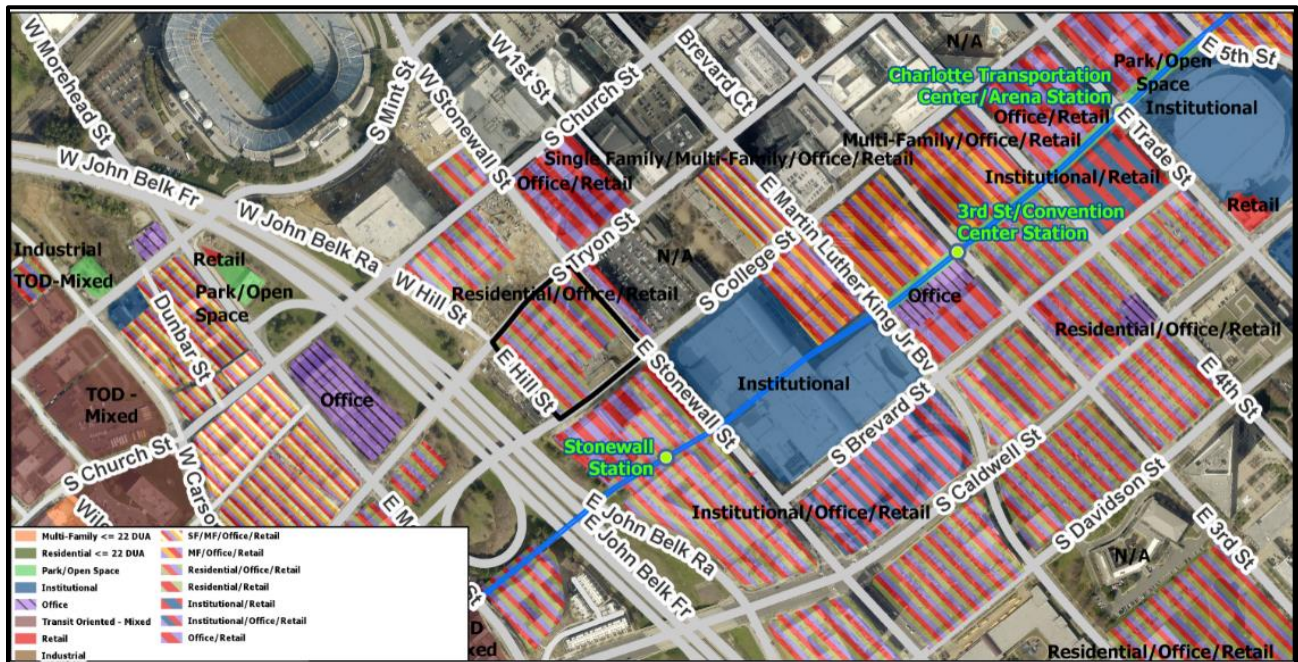 W Morehead St
S Mint St
W Stonewall St
W 1st St
S Church St
Brevard Ct
N/A
Park/Open
Space
E 5th St
Charlotte Transportation
Center/Arena Station
Institutional
Office/Retail
E Trade St
Multi-Family/Office/Retail
Single Family/Multi-Family/Office/Retail
Institutional/Retail
Retail
W John Belk Fr
W John Belk Ra
Office/Retail
E Martin Luther King Jr Bv
3rd St/Convention
Center Station
Industrial
TOD-Mixed
Retail
Park/Open
Space
W Hill St
S Tryon St
N/A
S College St
Office
Residential/Office/Retail
Residential/Office/Retail
Dunbar St
E Hill St
E Stonewall St
Institutional
E 4th St
TOD -
Mixed
Office
S Brevard St
S Church St
W Carso
Stonewall
Station
S Caldwell St
S Davidson St
E 3rd St
Institutional/Office/Retail
N/A
E John Belk Ra
E John Belk Fr
E M
St
Residential/Office/Retail
Multi-Family <= 22 DUA
Residential <= 22 DUA
Park/Open Space
Institutional
Office
Transit Oriented - Mixed
Retail
Industrial
SF/MF/Office/Retail
MF/Office/Retail
Residential/Office/Retail
Residential/Retail
Institutional/Retail
Institutional/Office/Retail
Office/Retail